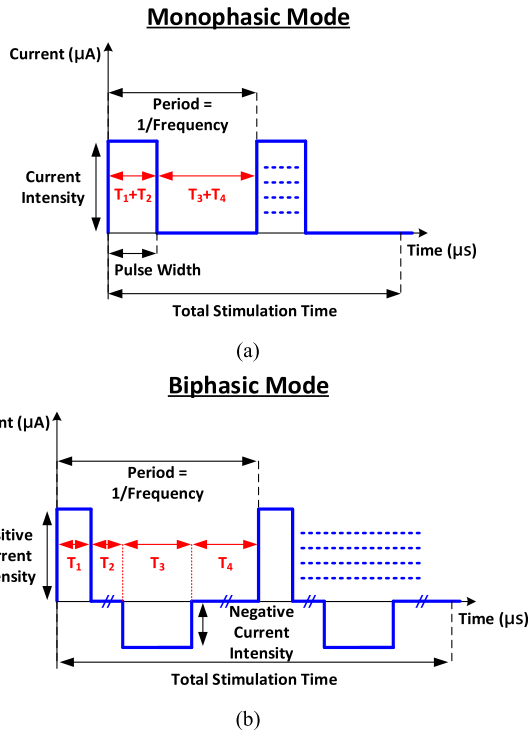 Monophasic Mode
Current (µA)
Period =
1/Frequency
Current
Intensity
T₁+T₂
T₃+T₄
Time (µs)
Pulse Width
Total Stimulation Time
(a)
Biphasic Mode
(µA)
Period =
1/Frequency
T₁
T₂
T₃
T₄
Negative
Current
Intensity
Time (µs)
Total Stimulation Time
(b)